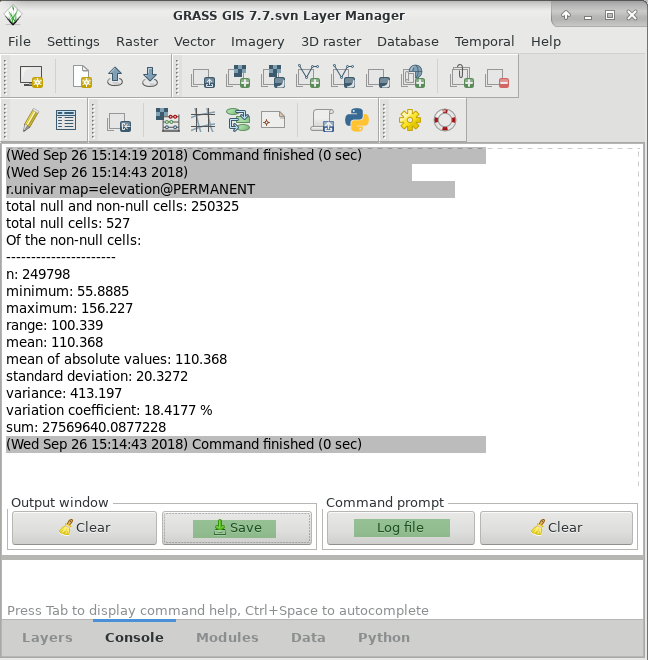 GRASS GIS 7.7.svn Layer Manager
File Settings Raster Vector Imagery 3D raster Database Temporal Help
(Wed Sep 26 15:14:19 2018) Command finished (0 sec)
(Wed Sep 26 15:14:43 2018)
r.univar map=elevation@PERMANENT
total null and non-null cells: 250325
total null cells: 527
Of the non-null cells:
----------------------
n: 249798
minimum: 55.8885
maximum: 156.227
range: 100.339
mean: 110.368
mean of absolute values: 110.368
standard deviation: 20.3272
variance: 413.197
variation coefficient: 18.4177 %
sum: 27569640.0877228
(Wed Sep 26 15:14:43 2018) Command finished (0 sec)
Output window Command prompt
Clear Save Log file Clear
Press Tab to display command help, Ctrl+Space to autocomplete
Layers Console Modules Data Python